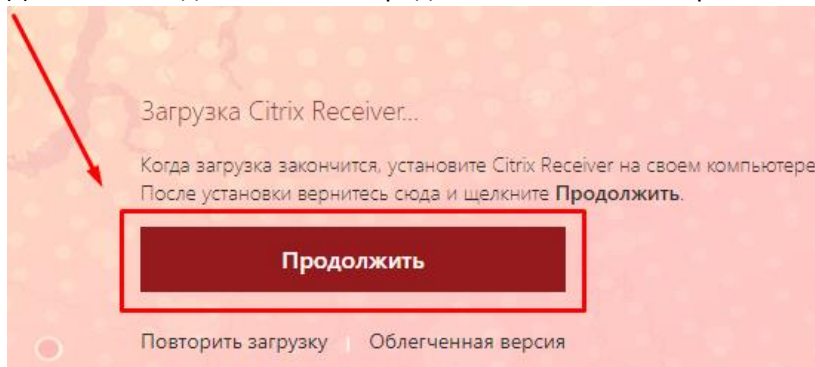 Загрузка Citrix Receiver...
Когда загрузка закончится, установите Citrix Receiver на своем компьютере
После установки вернитесь сюда и щелкните Продолжить.
Продолжить
Повторить загрузку | Облегченная версия